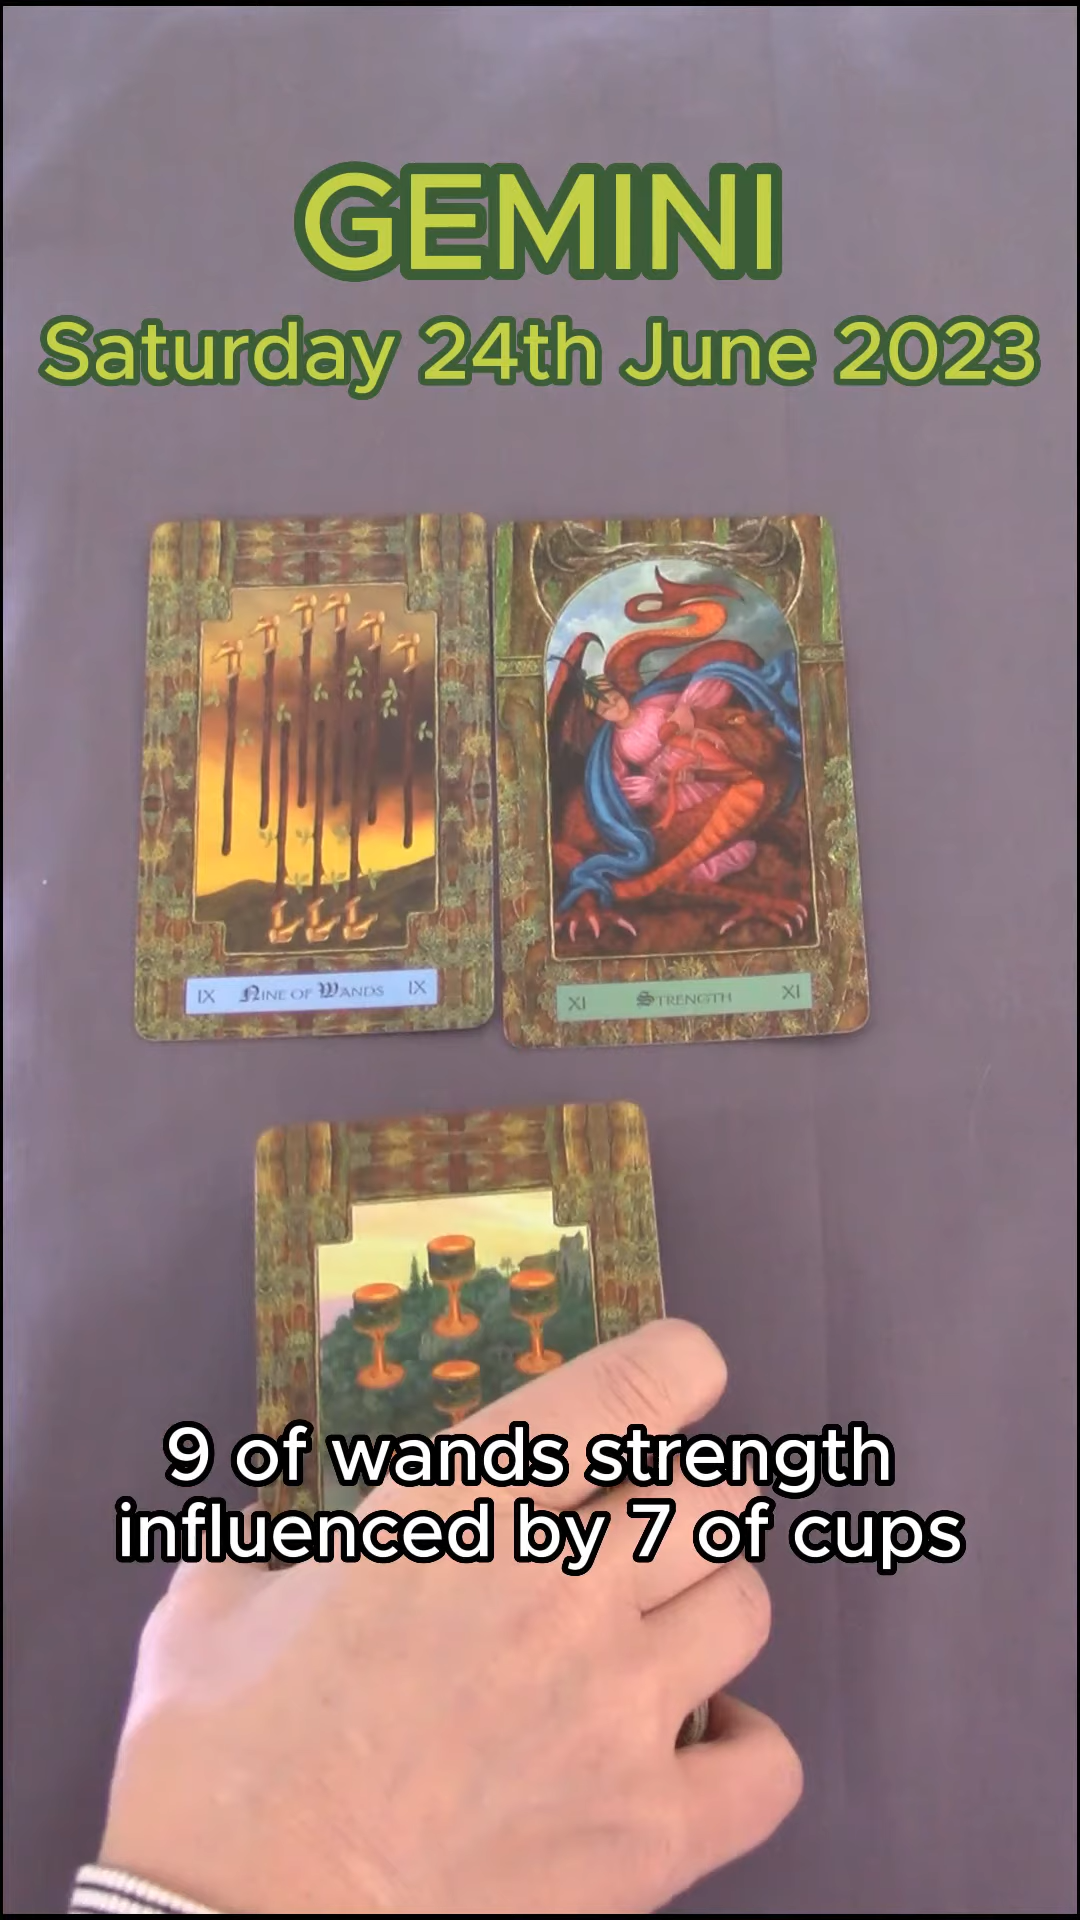 GEMINI
Saturday 24th June 2023
IX NINE OF WANDS IX
XI STRENGTH XI
9 of wands strength
influenced by 7 of cups